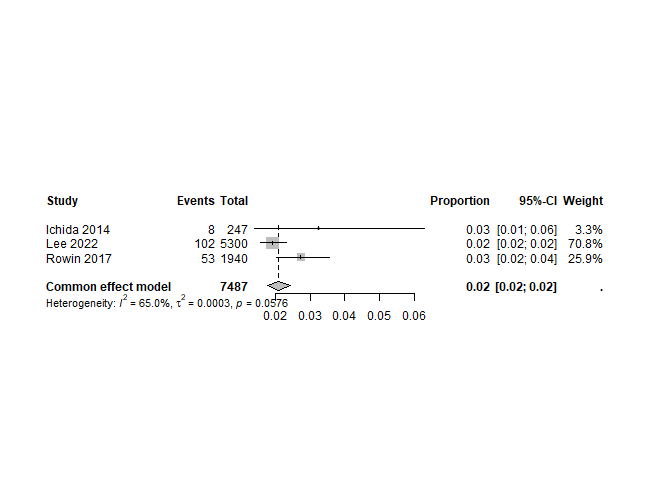 Study Events Total Proportion 95%-CI Weight
Ichida 2014 8 247 0.03 [0.01; 0.06] 3.3%
Lee 2022 102 5300 0.02 [0.02; 0.02] 70.8%
Rowin 2017 53 1940 0.03 [0.02; 0.04] 25.9%
Common effect model 7487 0.02 [0.02; 0.02] .
Heterogeneity: I² = 65.0%, τ² = 0.0003, p = 0.0576
0.02 0.03 0.04 0.05 0.06